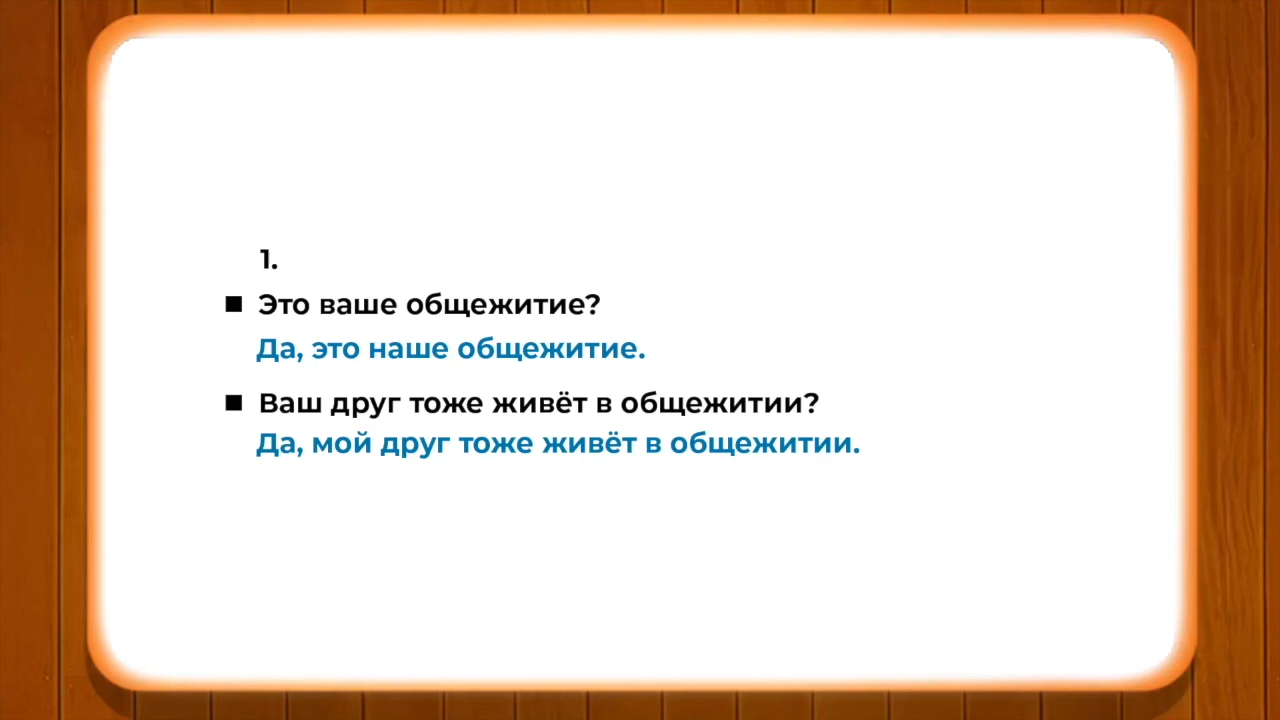 1.
■ Это ваше общежитие?
Да, это наше общежитие.
■ Ваш друг тоже живёт в общежитии?
Да, мой друг тоже живёт в общежитии.